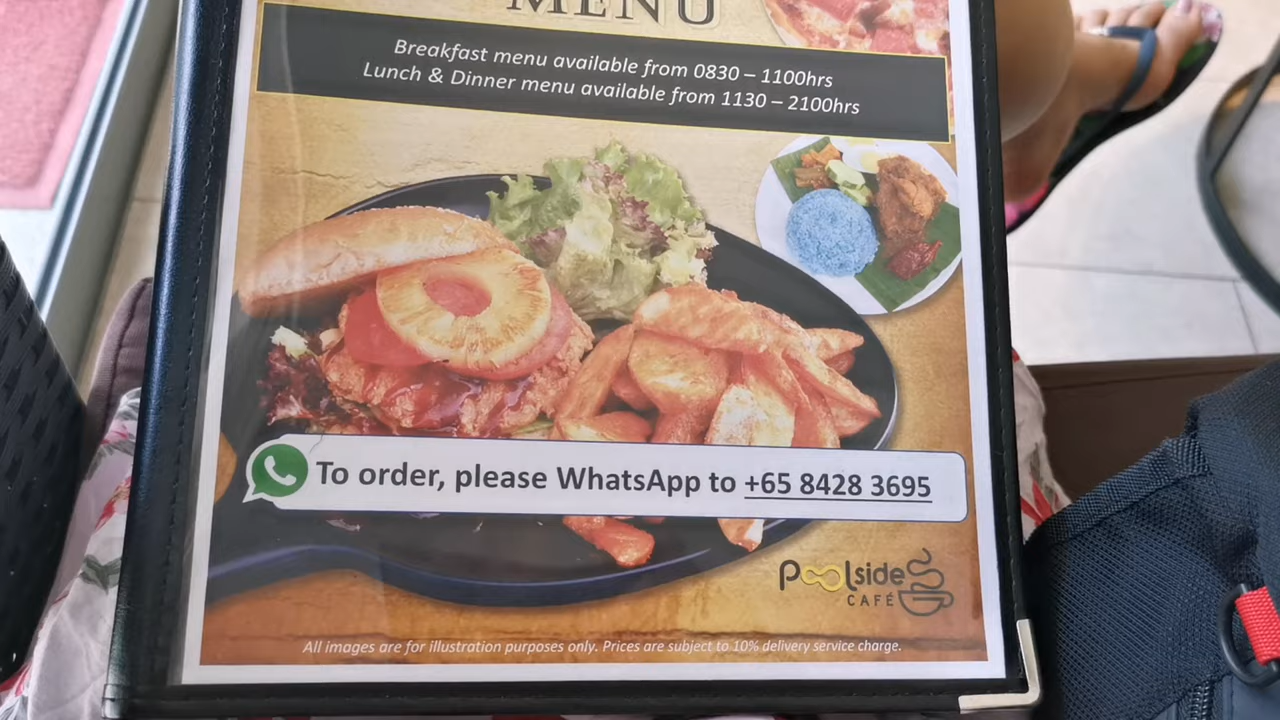 MENU
Breakfast menu available from 0830 – 1100hrs
Lunch & Dinner menu available from 1130 – 2100hrs
To order, please WhatsApp to +65 8428 3695
Poolside
CAFÉ
All images are for illustration purposes only. Prices are subject to 10% delivery service charge.